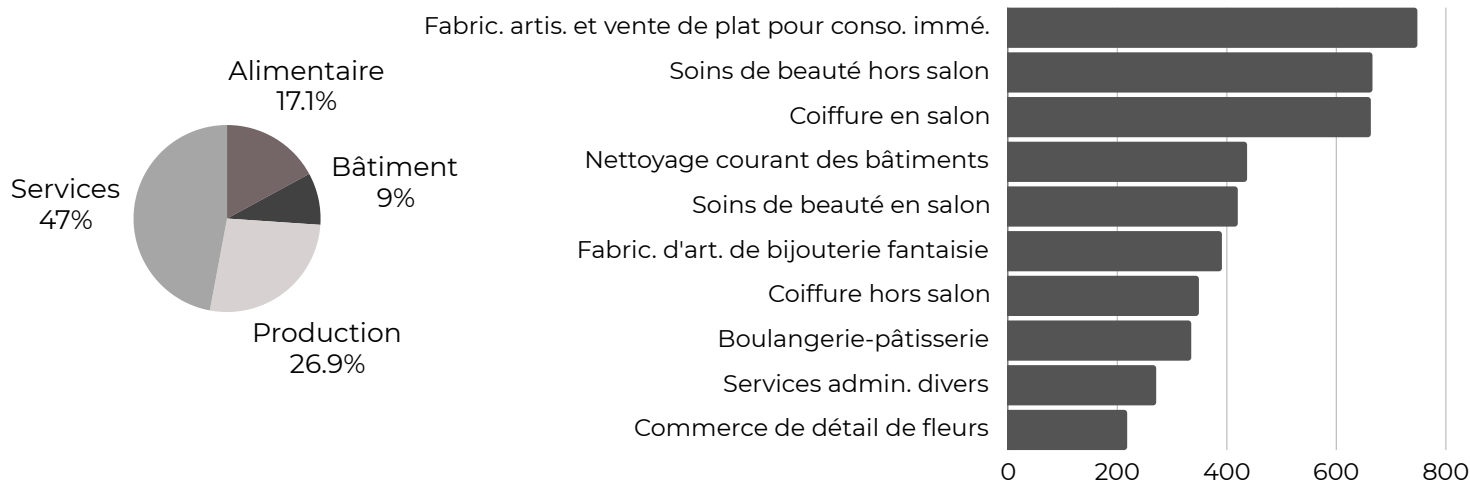 Alimentaire
17.1%
Bâtiment
9%
Services
47%
Production
26.9%
Fabric. artis. et vente de plat pour conso. immé.
Soins de beauté hors salon
Coiffure en salon
Nettoyage courant des bâtiments
Soins de beauté en salon
Fabric. d'art. de bijouterie fantaisie
Coiffure hors salon
Boulangerie-pâtisserie
Services admin. divers
Commerce de détail de fleurs
0 200 400 600 800